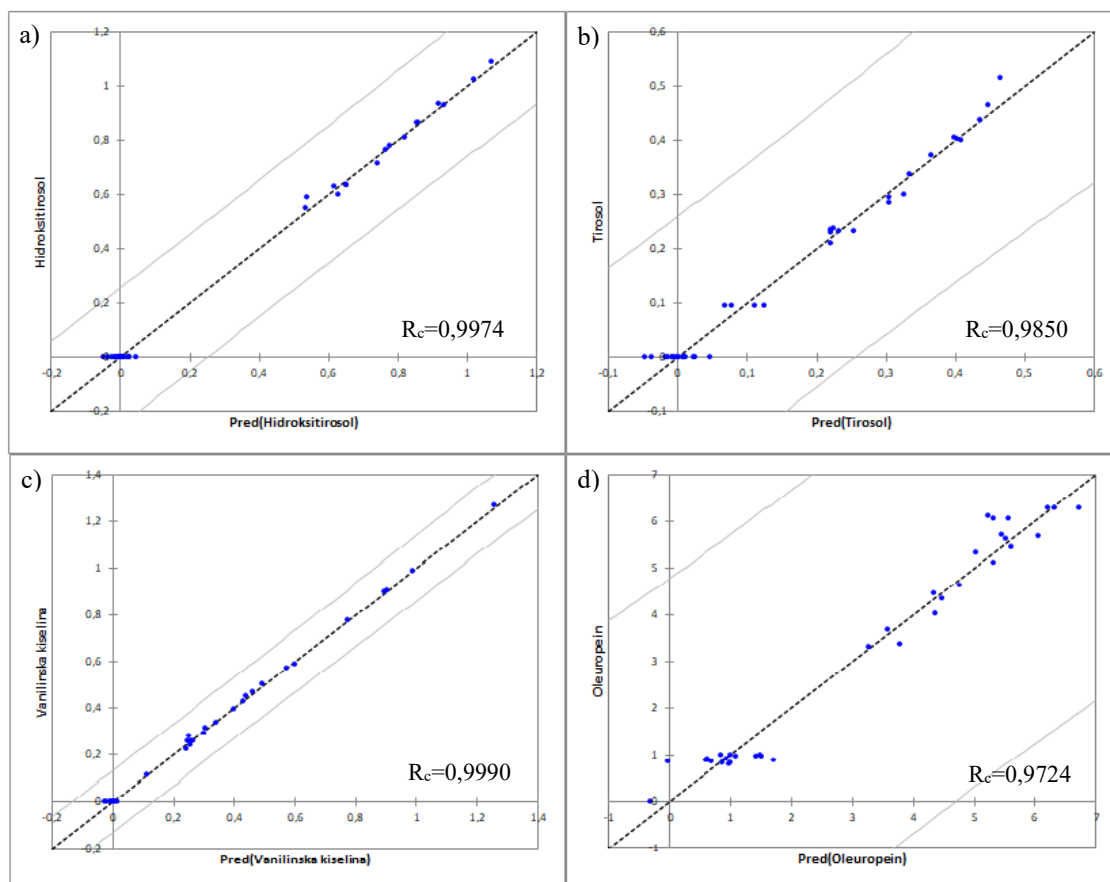 a)
1,2
1
0,8
0,6
0,4
0,2
0
-0,2
-0,2 0 0,2 0,4 0,6 0,8 1 1,2
Hidroksitirosol
Pred(Hidroksitirosol)
Rc=0,9974
b)
0,6
0,5
0,4
0,3
0,2
0,1
0
-0,1
-0,1 0 0,1 0,2 0,3 0,4 0,5 0,6
Tirosol
Pred(Tirosol)
Rc=0,9850
c)
1,4
1,2
1
0,8
0,6
0,4
0,2
0
-0,2
-0,2 0 0,2 0,4 0,6 0,8 1 1,2 1,4
Vanilinska kiselina
Pred(Vanilinska kiselina)
Rc=0,9990
d)
7
6
5
4
3
2
1
0
-1
-1 0 1 2 3 4 5 6 7
Oleuropein
Pred(Oleuropein)
Rc=0,9724